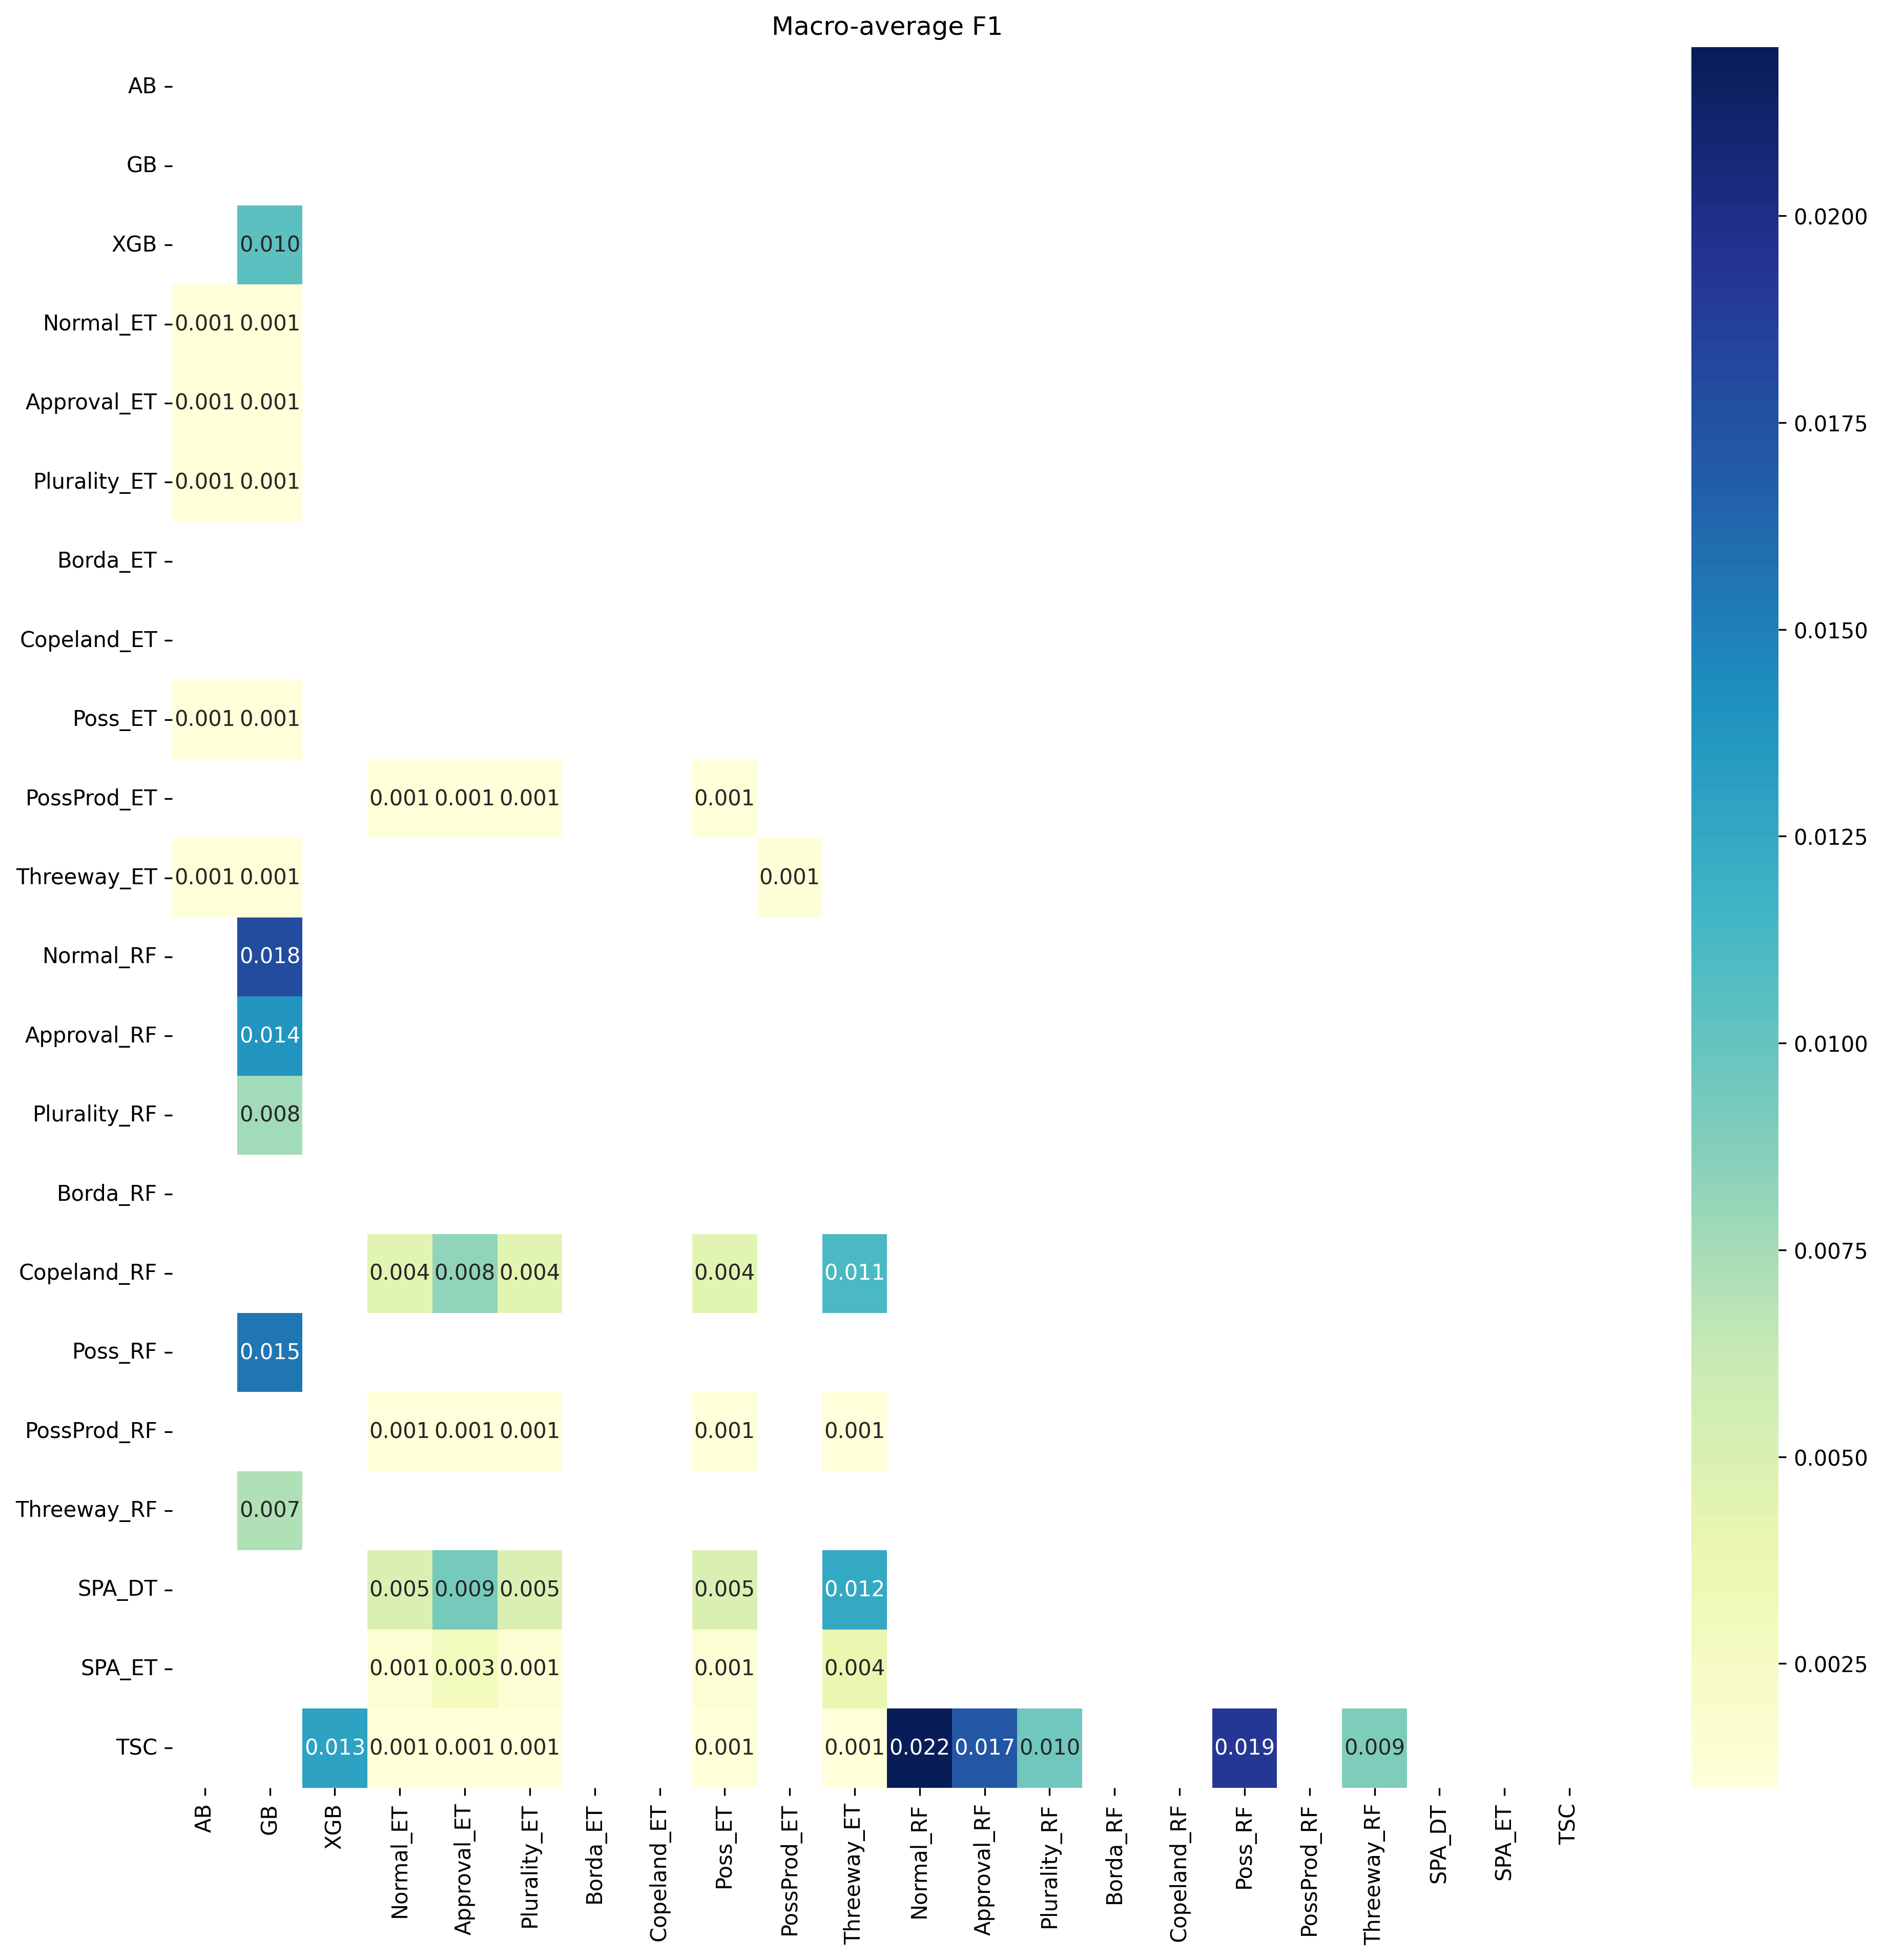 Macro-average F1
AB
GB
XGB 0.010
Normal_ET 0.001 0.001
Approval_ET 0.001 0.001
Plurality_ET 0.001 0.001
Borda_ET
Copeland_ET
Poss_ET 0.001 0.001
PossProd_ET 0.001 0.001 0.001 0.001
Threeway_ET 0.001 0.001 0.001
Normal_RF 0.018
Approval_RF 0.014
Plurality_RF 0.008
Borda_RF
Copeland_RF 0.004 0.008 0.004 0.004 0.011
Poss_RF 0.015
PossProd_RF 0.001 0.001 0.001 0.001 0.001
Threeway_RF 0.007
SPA_DT 0.005 0.009 0.005 0.005 0.012
SPA_ET 0.001 0.003 0.001 0.001 0.004
TSC 0.013 0.001 0.001 0.001 0.001 0.001 0.022 0.017 0.010 0.019 0.009
AB
GB
XGB
Normal_ET
Approval_ET
Plurality_ET
Borda_ET
Copeland_ET
Poss_ET
PossProd_ET
Threeway_ET
Normal_RF
Approval_RF
Plurality_RF
Borda_RF
Copeland_RF
Poss_RF
PossProd_RF
Threeway_RF
SPA_DT
SPA_ET
TSC
0.0200
0.0175
0.0150
0.0125
0.0100
0.0075
0.0050
0.0025